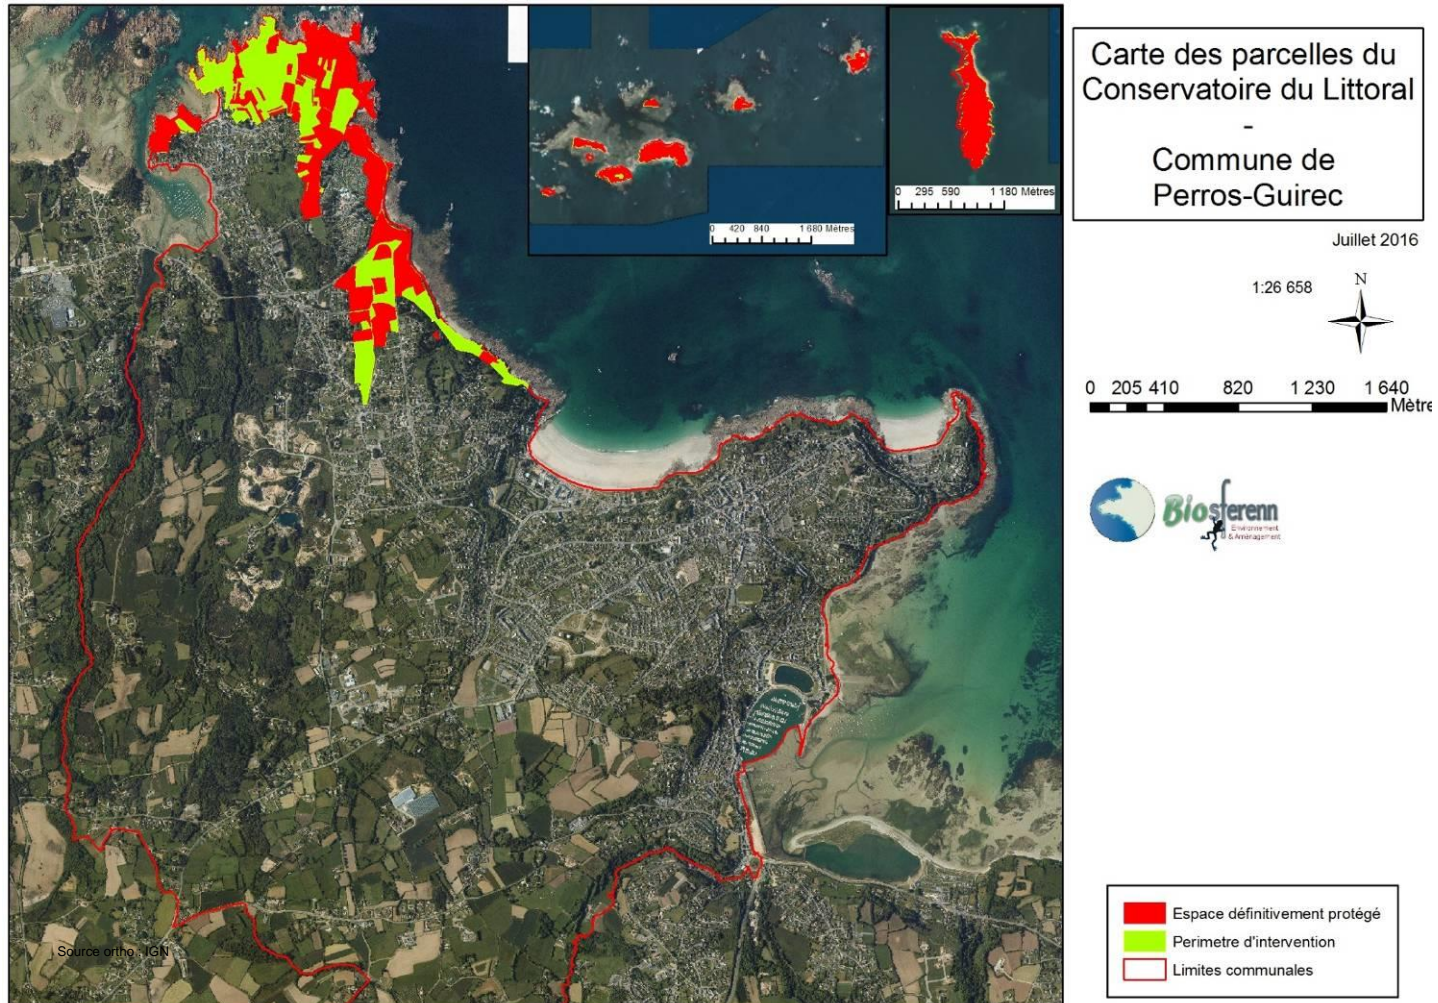 Carte des parcelles du
Conservatoire du Littoral
-
Commune de
Perros-Guirec
Juillet 2016
1:26 658
N
0 205 410 820 1 230 1 640
Mètre
0 420 840 1 680 Mètres
0 295 590 1 180 Mètres
Biosferenn
Environnement
& Aménagement
Espace définitivement protégé
Perimetre d'intervention
Limites communales
Source ortho : IGN